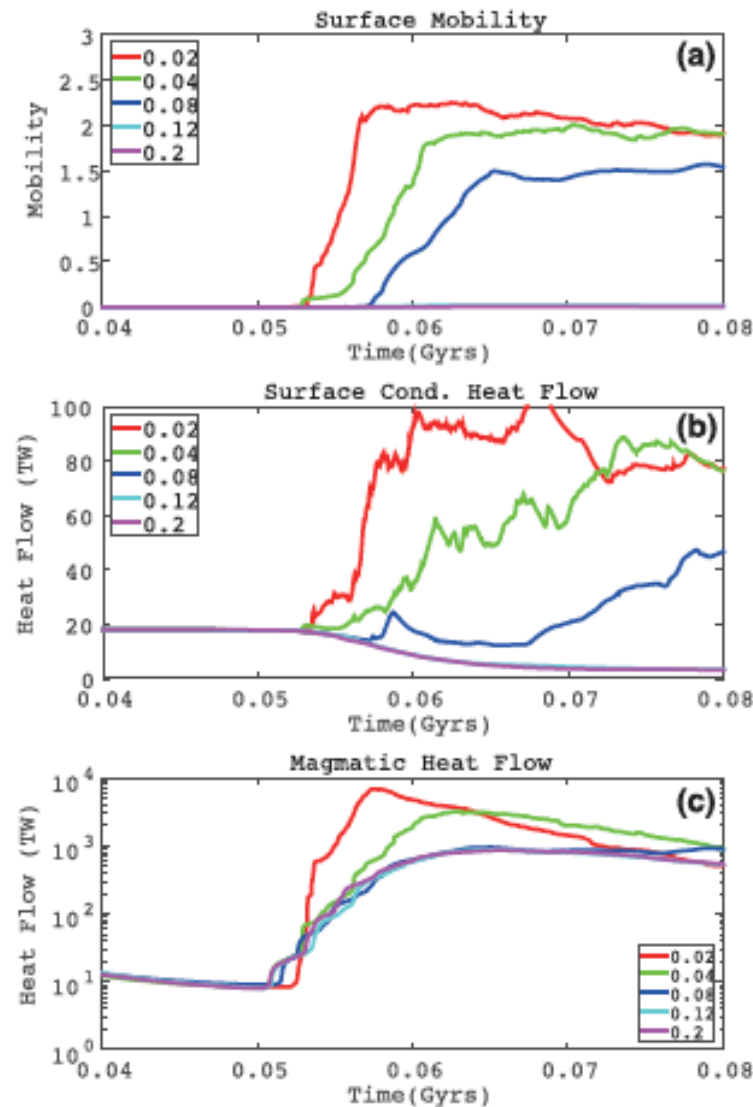 Surface Mobility
(a)
3
2.5
2
1.5
1
0.5
0
Mobility
0.02
0.04
0.08
0.12
0.2
0.04 0.05 0.06 0.07 0.08
Time(Gyrs)
Surface Cond. Heat Flow
(b)
100
80
60
40
20
0
Heat Flow (TW)
0.02
0.04
0.08
0.12
0.2
0.04 0.05 0.06 0.07 0.08
Time(Gyrs)
Magmatic Heat Flow
(c)
10^4
10^3
10^2
10^1
10^0
Heat Flow (TW)
0.02
0.04
0.08
0.12
0.2
0.04 0.05 0.06 0.07 0.08
Time(Gyrs)